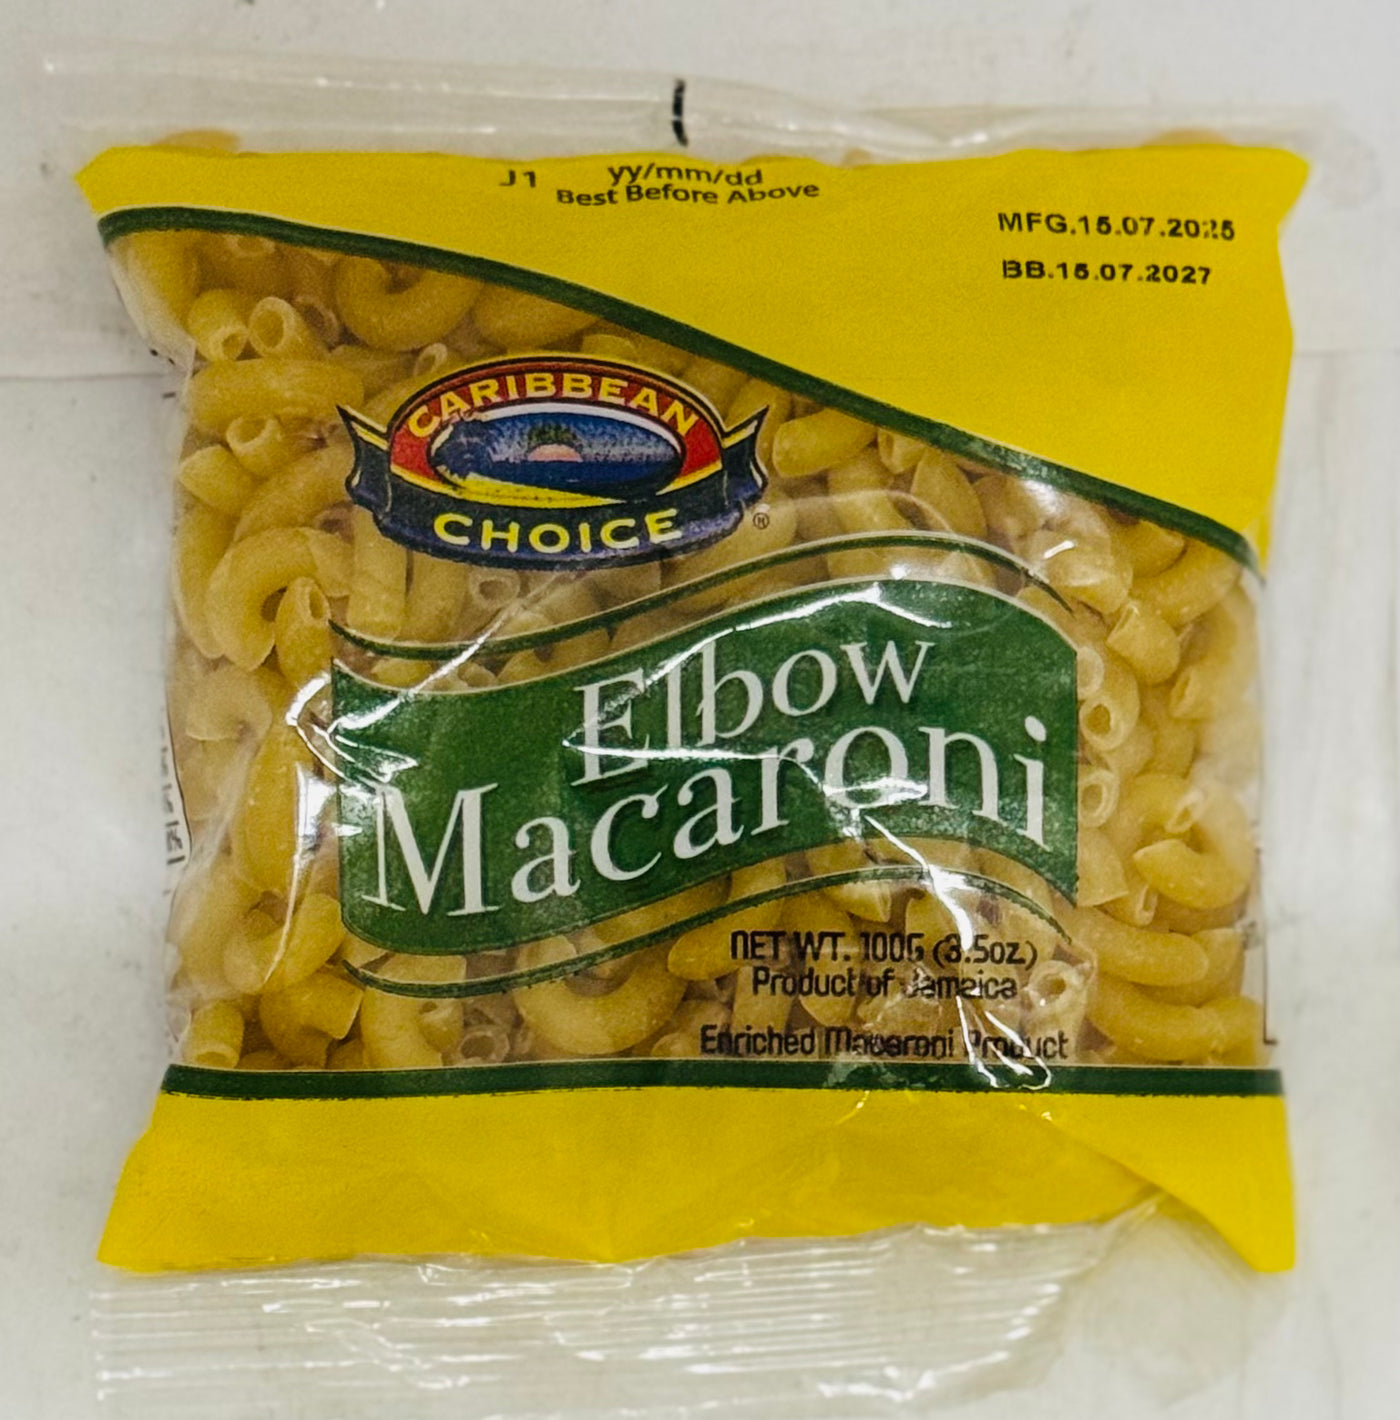 J1 yy/mm/dd
Best Before Above
MFG.15.07.2025
BB.15.07.2027
CARIBBEAN
CHOICE ®
Elbow
Macaroni
NET WT. 100G (3.5oz.)
Product of Jamaica
Enriched Macaroni Product